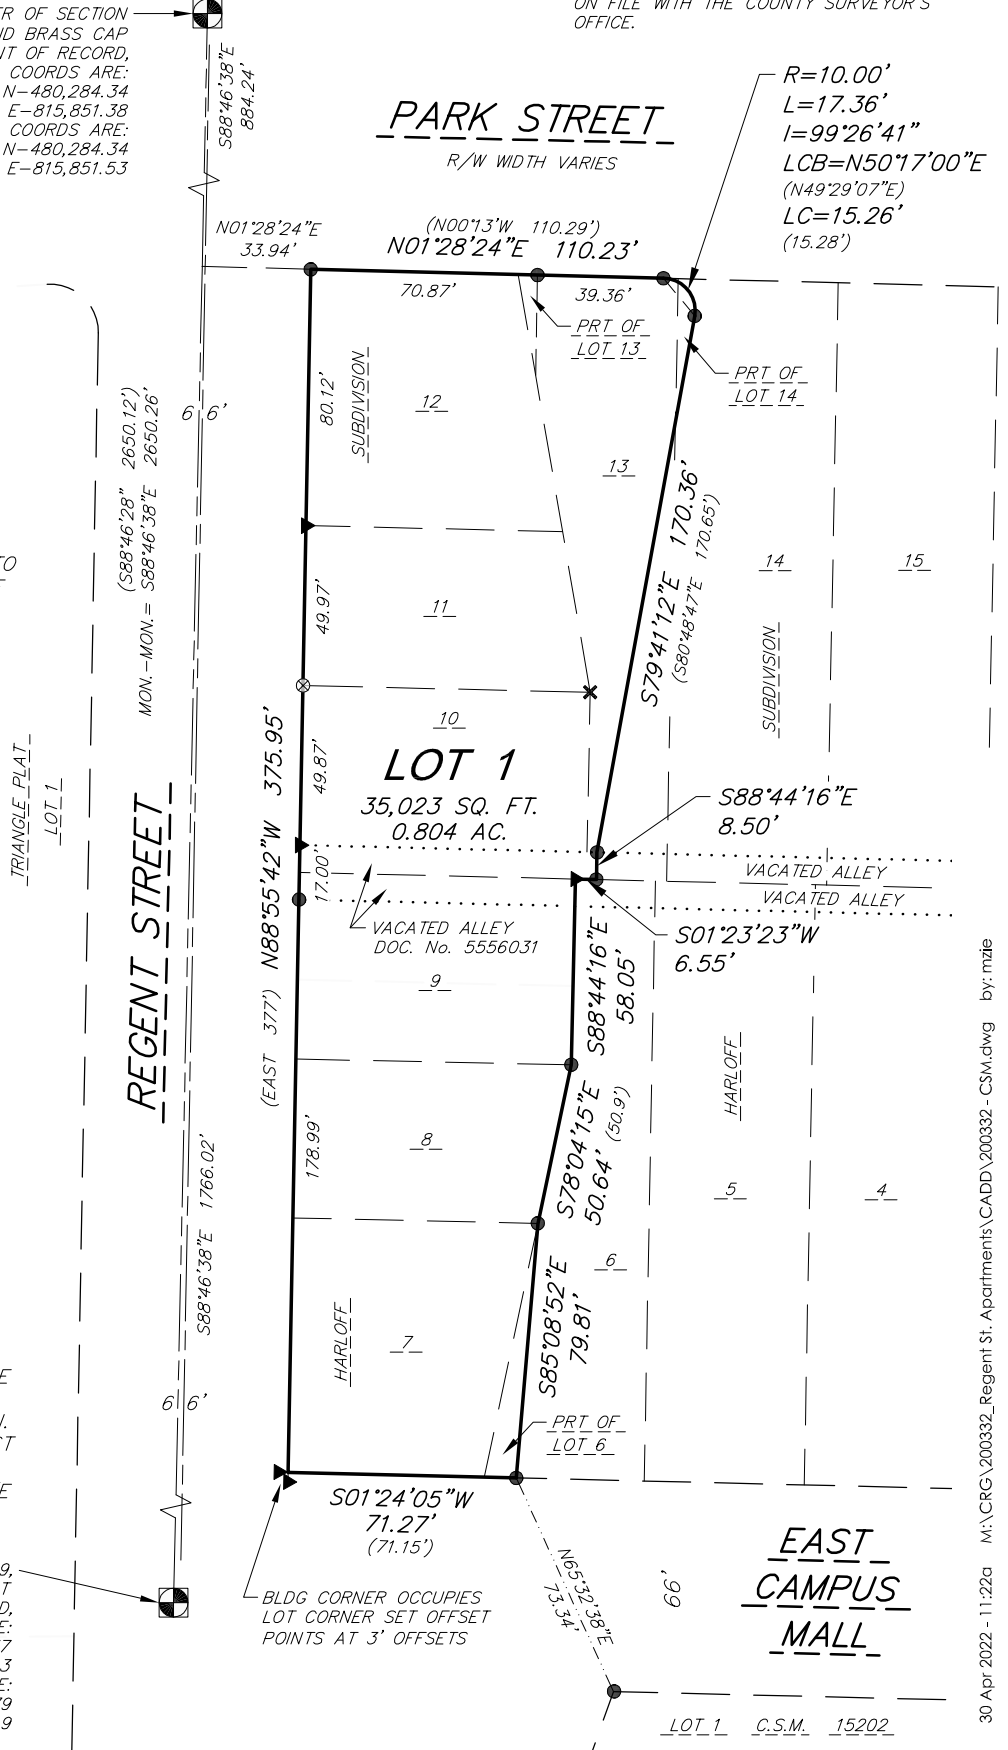 R OF SECTION
ND BRASS CAP
T OF RECORD,
COORDS ARE:
N-480,284.34
E-815,851.38
COORDS ARE:
N-480,284.34
E-815,851.53
ON FILE WITH THE COUNTY SURVEYOR'S
OFFICE.
S88°46'38"E
884.24'
PARK STREET
R/W WIDTH VARIES
R=10.00'
L=17.36'
I=99°26'41"
LCB=N50°17'00"E
(N49°29'07"E)
LC=15.26'
(15.28')
N01°28'24"E
33.94'
(N00°13'W 110.29')
N01°28'24"E 110.23'
70.87'
39.36'
PRT OF
LOT 13
PRT OF
LOT 14
80.12'
SUBDIVISION
12
13
6 6'
(S88°46'28" 2650.12')
MON.-MON.= S88°46'38"E 2650.26'
S79°41'12"E 170.36'
(S80°48'47"E 170.65')
14
15
TO
49.97'
11
SUBDIVISION
10
TRIANGLE PLAT
LOT 1
N88°55'42"W 375.95'
(EAST 377')
49.87'
LOT 1
35,023 SQ. FT.
0.804 AC.
S88°44'16"E
8.50'
REGENT STREET
17.00'
VACATED ALLEY
VACATED ALLEY
VACATED ALLEY
DOC. No. 5556031
S01°23'23"W
6.55'
9
S88°44'16"E
58.05'
HARLOFF
178.99'
8
S78°04'15"E
50.64' (50.9')
5
4
S88°46'38"E 1766.02'
6
HARLOFF
7
S85°08'52"E
79.81'
6 6'
PRT OF
LOT 6
S01°24'05"W
71.27'
(71.15')
BLDG CORNER OCCUPIES
LOT CORNER SET OFFSET
POINTS AT 3' OFFSETS
N65°32'38"E
73.34'
66'
EAST
CAMPUS
MALL
LOT 1 C.S.M. 15202
30 Apr 2022 - 11:22a M:\CRG\200332_Regent St. Apartments\CADD\200332 - CSM.dwg by: mzie